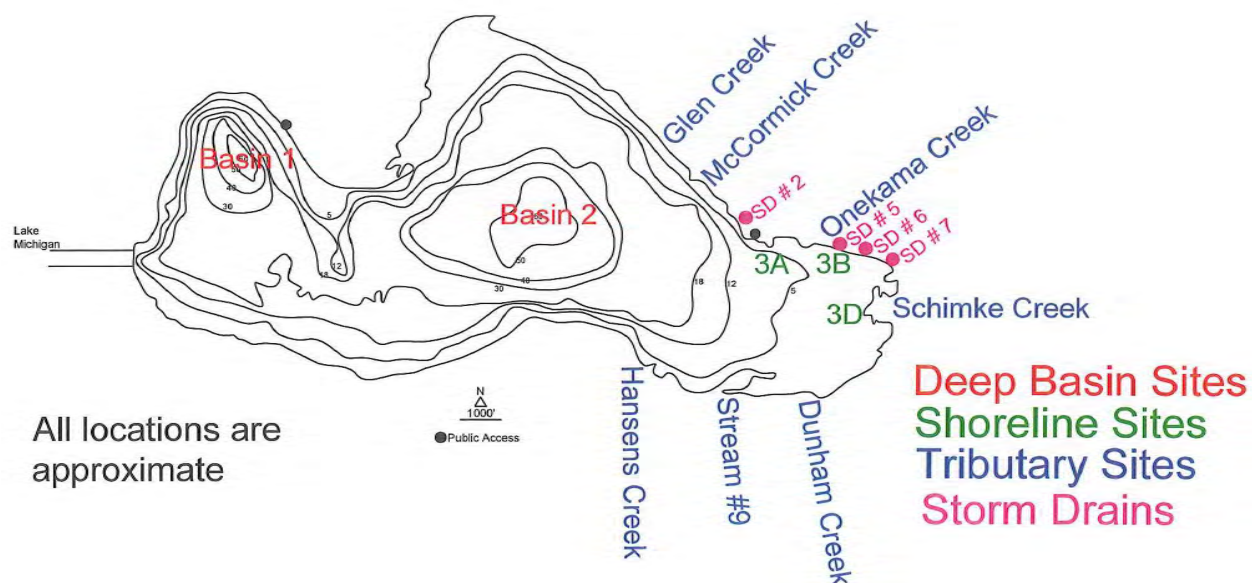 Glen Creek
McCormick Creek
Onekama Creek
Basin 1
50
40
30
5
12
18
Basin 2
50
40
30
18
12
5
SD # 2
SD # 5
SD # 6
SD # 7
3A
3B
3D
Lake
Michigan
Schimke Creek
Hansens Creek
Stream #9
Dunham Creek
N
1000'
Public Access
All locations are
approximate
Deep Basin Sites
Shoreline Sites
Tributary Sites
Storm Drains